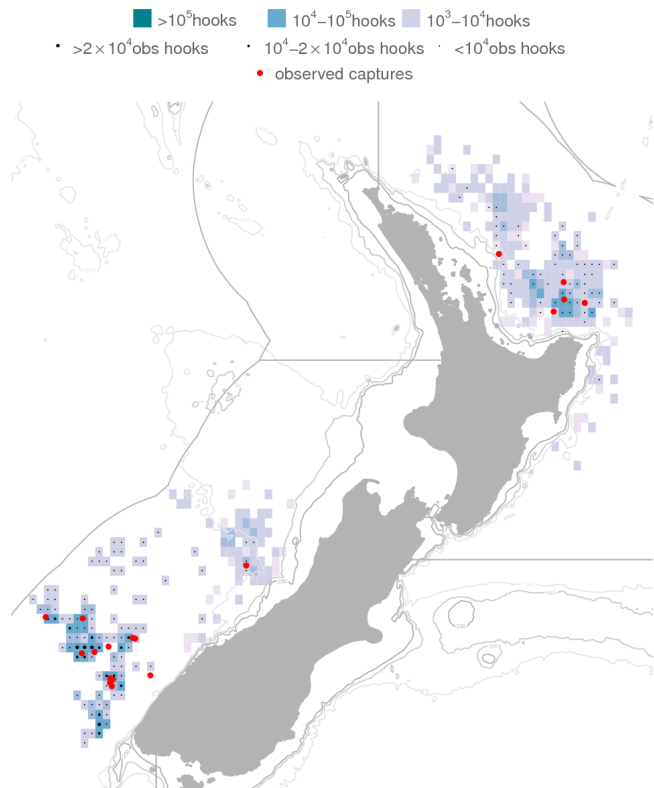 >10⁵hooks 10⁴−10⁵hooks 10³−10⁴hooks
>2×10⁴obs hooks 10⁴−2×10⁴obs hooks <10⁴obs hooks
observed captures